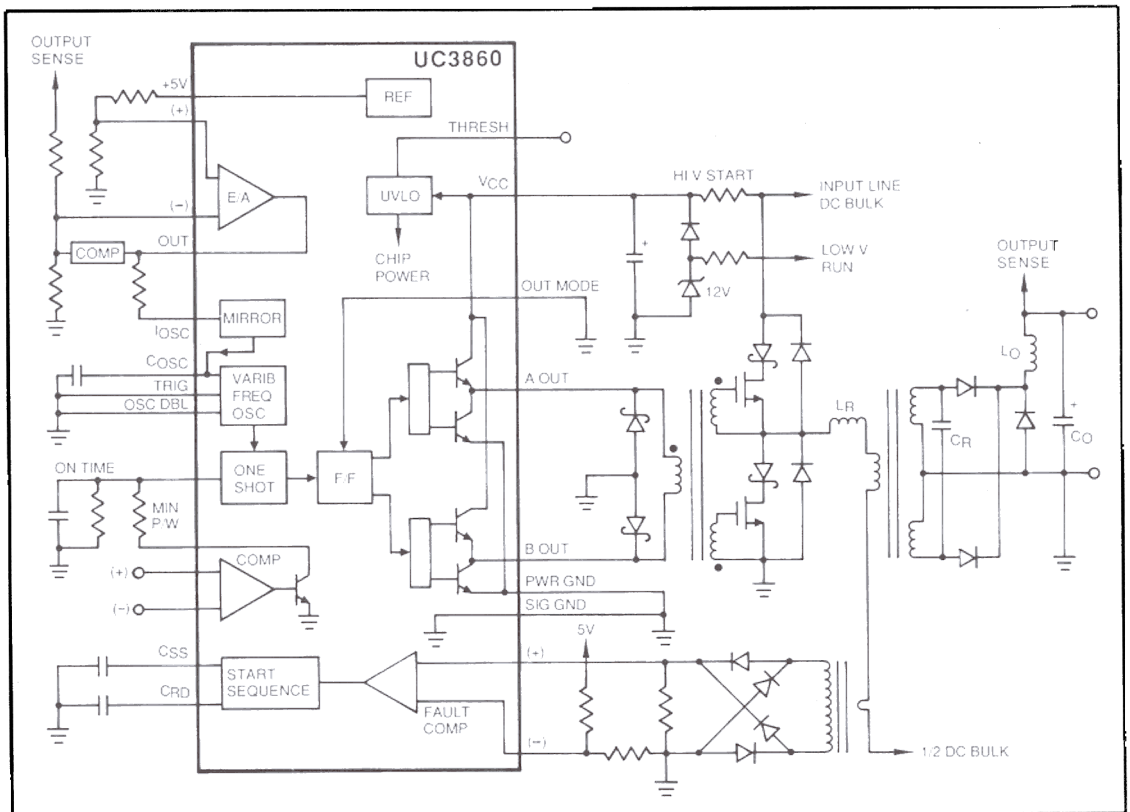 OUTPUT
SENSE
UC3860
+5V
(+)
REF
THRESH
E/A
UVLO
VCC
HI V START
INPUT LINE
DC BULK
(−)
OUT
COMP
CHIP
POWER
LOW V
RUN
OUTPUT
SENSE
12V
OUT MODE
MIRROR
IOSC
COSC
TRIG
OSC DBL
VARIB
FREQ
OSC
A OUT
LO
LR
CR
+
CO
ON TIME
ONE
SHOT
F/F
MIN
P/W
COMP
(+)
(−)
B OUT
PWR GND
SIG GND
5V
CSS
CRD
START
SEQUENCE
FAULT
COMP
(+)
(−)
1/2 DC BULK
+